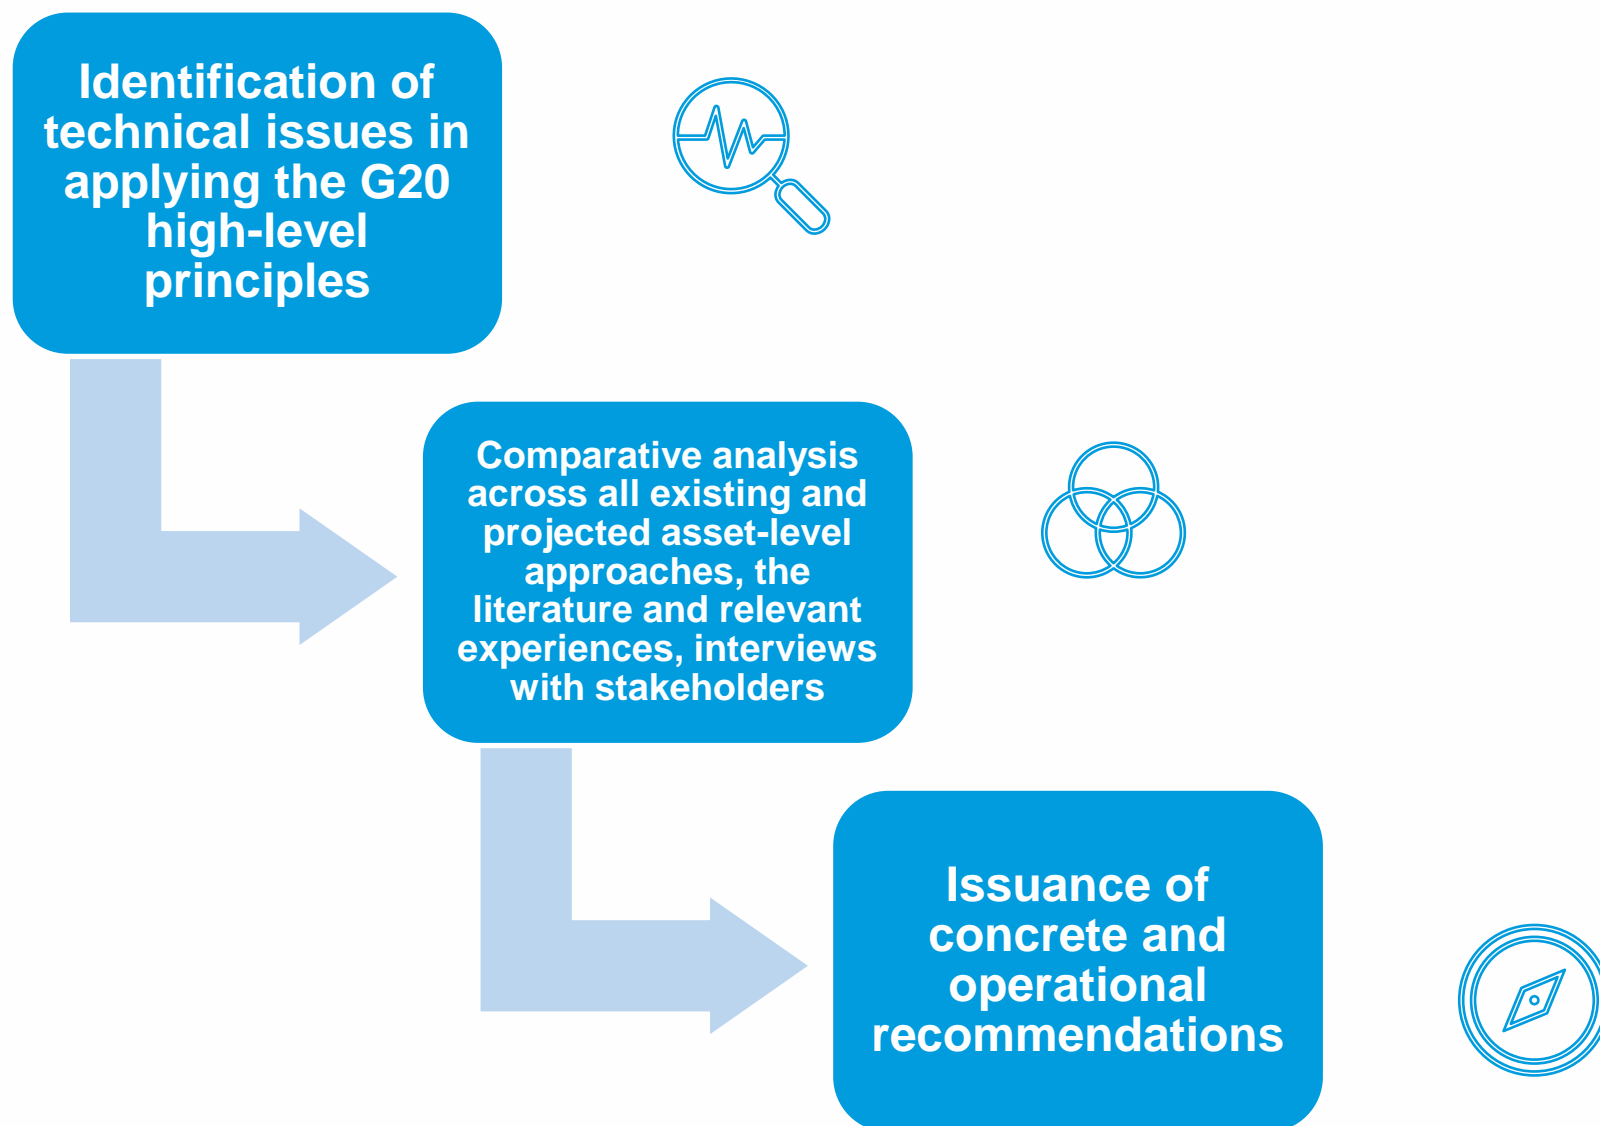 Identification of
technical issues in
applying the G20
high-level
principles
Comparative analysis
across all existing and
projected asset-level
approaches, the
literature and relevant
experiences, interviews
with stakeholders
Issuance of
concrete and
operational
recommendations